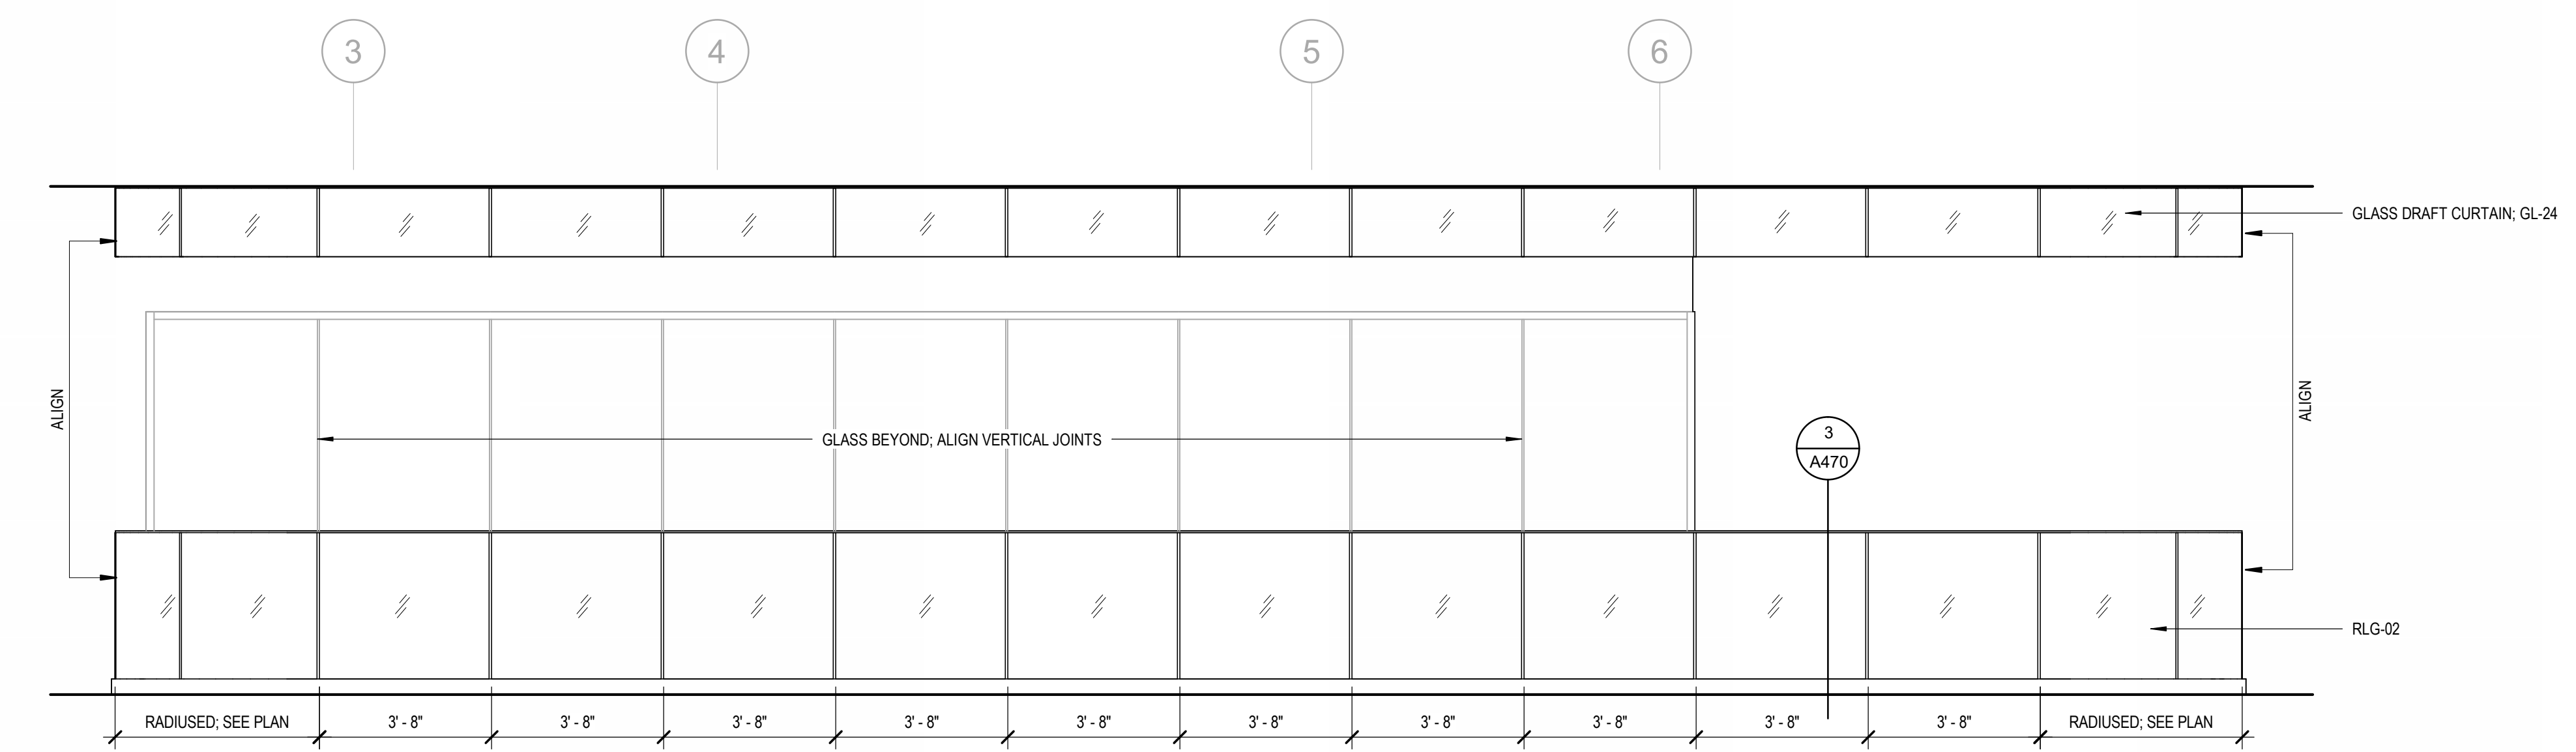 3
4
5
6
GLASS DRAFT CURTAIN; GL-24
ALIGN
ALIGN
GLASS BEYOND; ALIGN VERTICAL JOINTS
3
A470
RLG-02
RADIUSED; SEE PLAN
3' - 8"
3' - 8"
3' - 8"
3' - 8"
3' - 8"
3' - 8"
3' - 8"
3' - 8"
3' - 8"
3' - 8"
RADIUSED; SEE PLAN